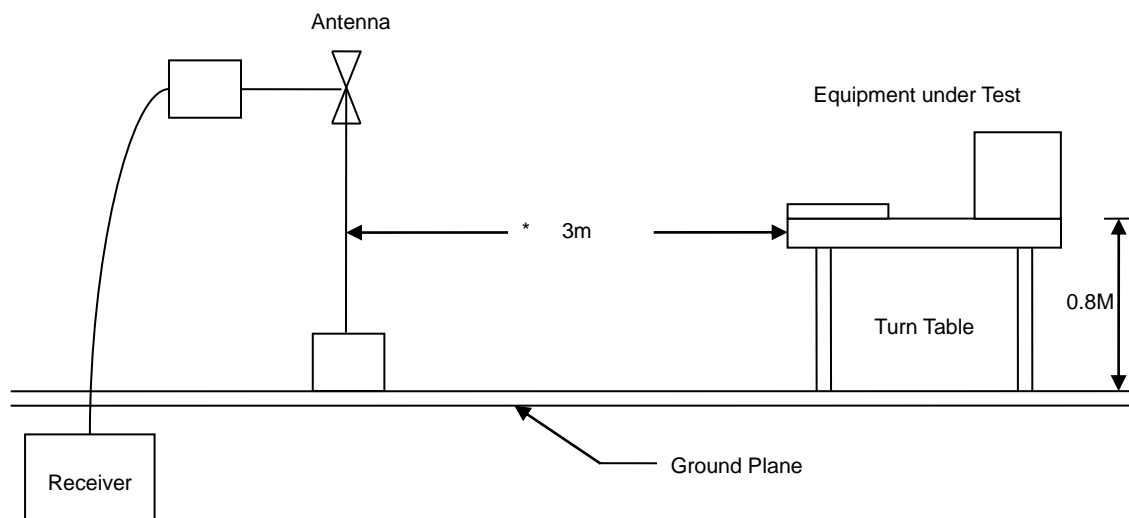 Antenna
Equipment under Test
* 3m
0.8M
Turn Table
Ground Plane
Receiver